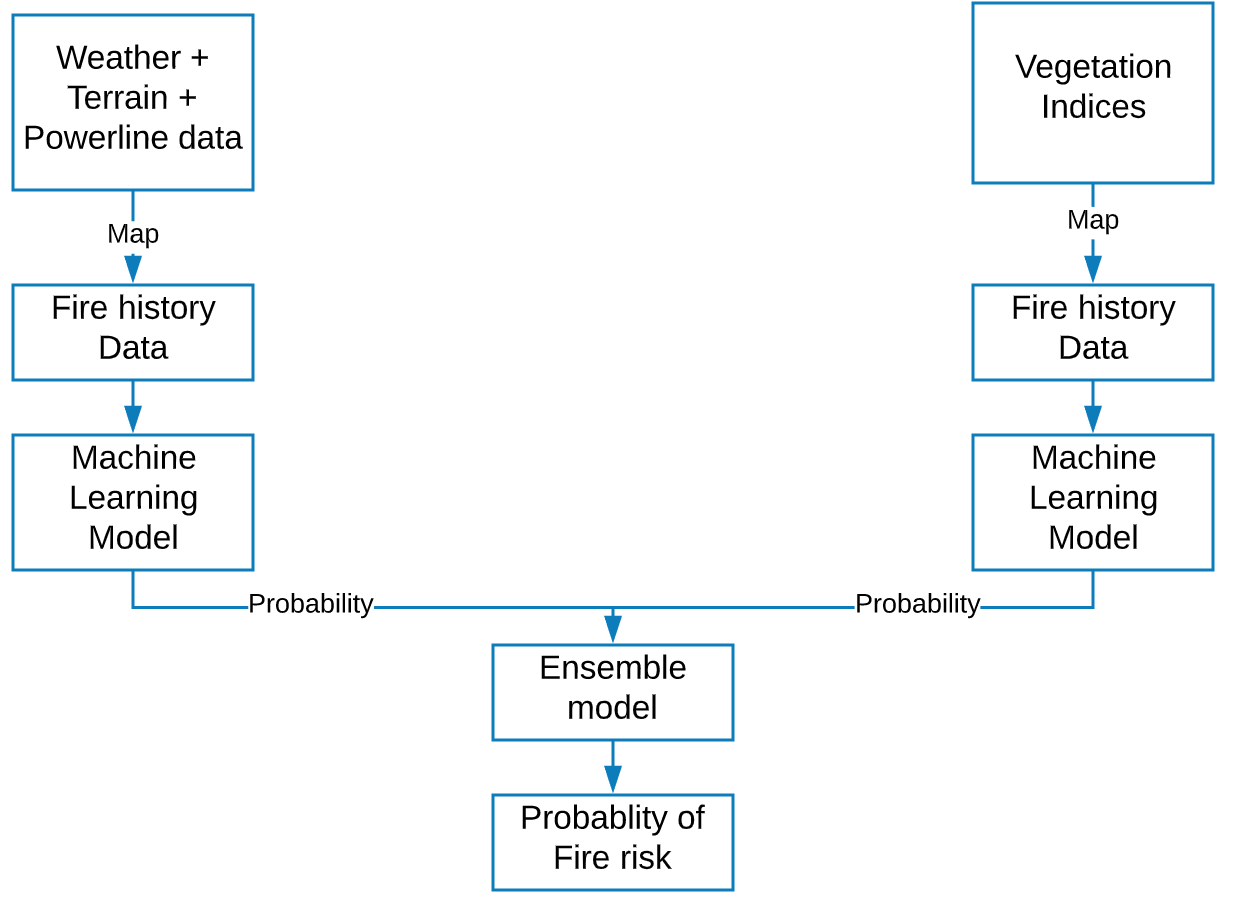 Weather +
Terrain +
Powerline data
Vegetation
Indices
Map
Map
Fire history
Data
Fire history
Data
Machine
Learning
Model
Machine
Learning
Model
Probability
Probability
Ensemble
model
Probablity of
Fire risk